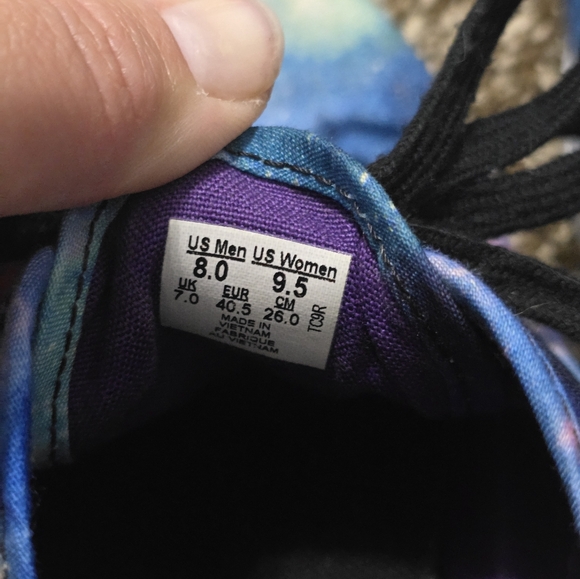 US Men US Women
8.0 9.5
UK EUR CM
7.0 40.5 26.0
TC9R
MADE IN
VIETNAM
FABRIQUÉ
AU VIETNAM